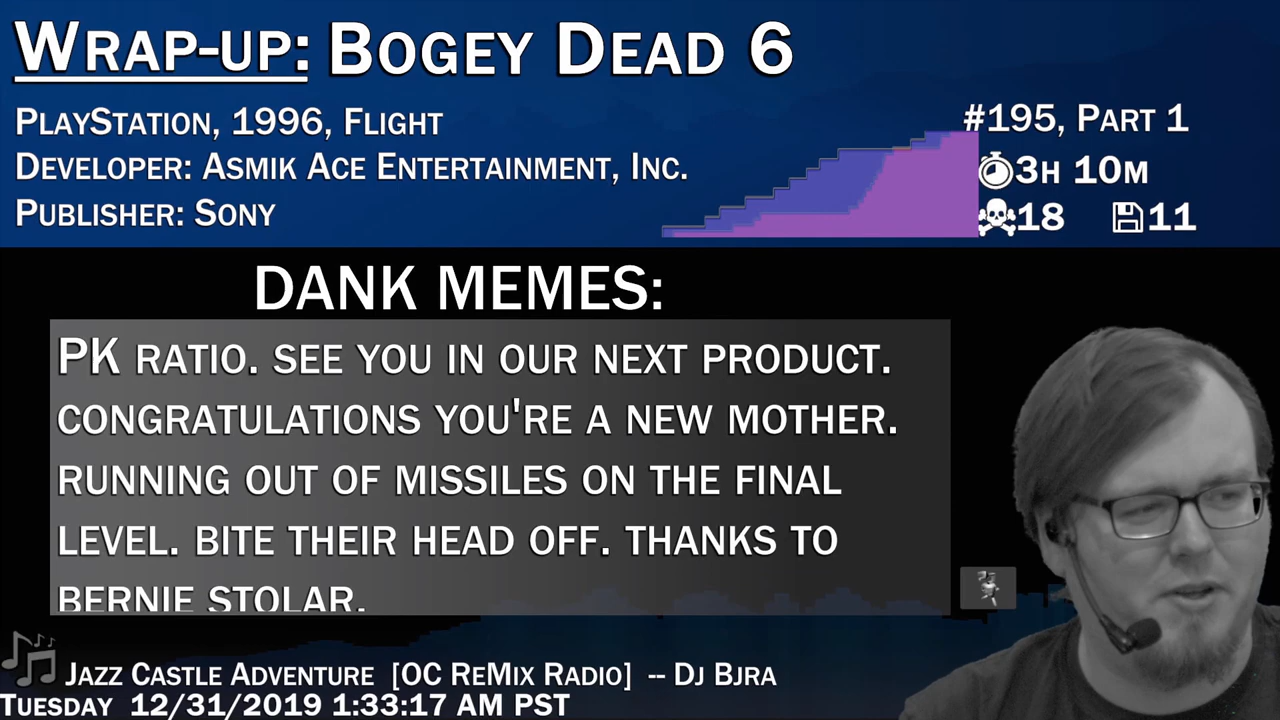 Wrap-up: Bogey Dead 6
PlayStation, 1996, Flight
#195, Part 1
Developer: Asmik Ace Entertainment, Inc.
3h 10m
Publisher: Sony
18 11
DANK MEMES:
PK ratio. see you in our next product.
congratulations you're a new mother.
running out of missiles on the final
level. bite their head off. thanks to
bernie stolar.
Jazz Castle Adventure [OC ReMix Radio] -- Dj Bjra
Tuesday 12/31/2019 1:33:17 AM PST